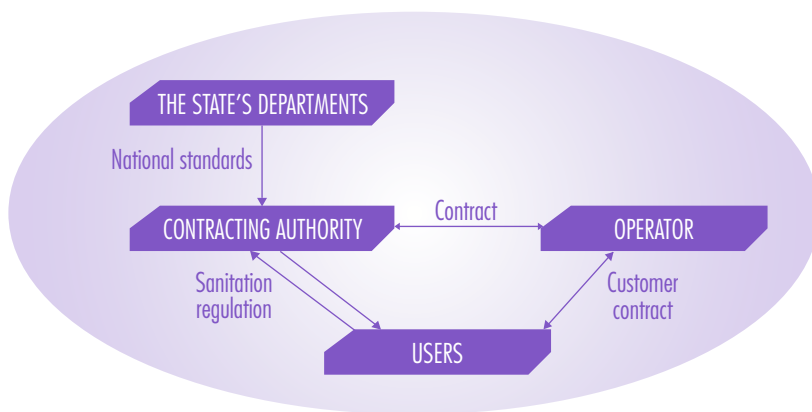 THE STATE'S DEPARTMENTS
National standards
CONTRACTING AUTHORITY
Contract
OPERATOR
Sanitation
regulation
Customer
contract
USERS